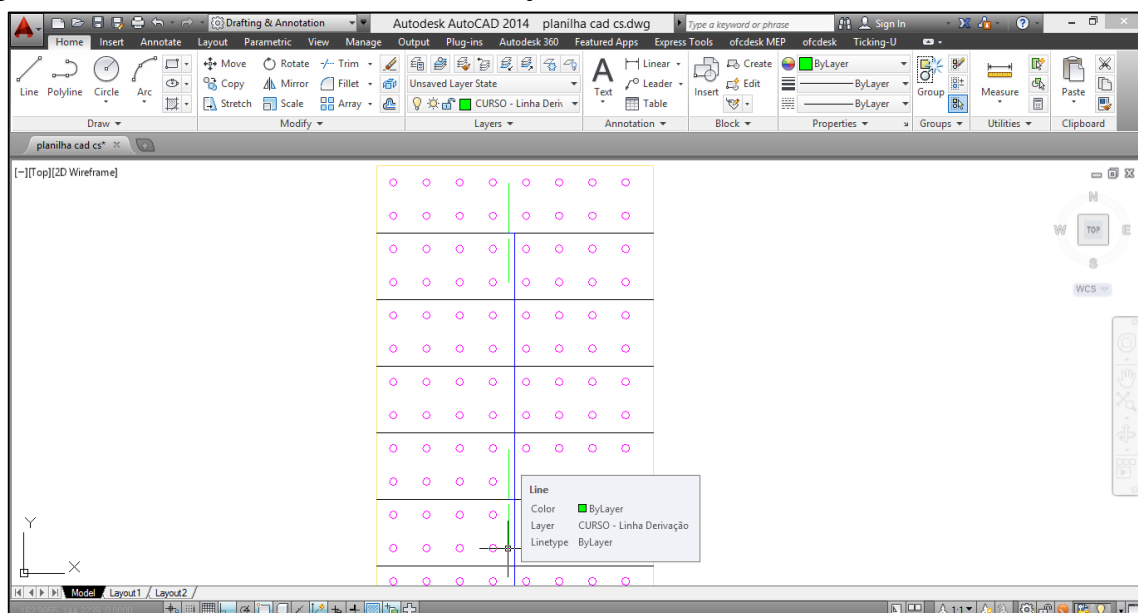 Drafting & Annotation
Autodesk AutoCAD 2014 planilha cad cs.dwg
Type a keyword or phrase
Sign In
Home Insert Annotate Layout Parametric View Manage Output Plug-ins Autodesk 360 Featured Apps Express Tools ofcdesk MEP ofcdesk Ticking-U
Move Rotate Trim
Linear
Create
ByLayer
Line Polyline Circle Arc
Copy Mirror Fillet
Unsaved Layer State
Text
Leader
Insert
Edit
ByLayer
Group
Measure
Paste
Stretch Scale Array
CURSO - Linha Deriv
Table
ByLayer
Draw Modify Layers Annotation Block Properties Groups Utilities Clipboard
planilha cad cs*
[−][Top][2D Wireframe]
N
W TOP E
S
WCS
Line
Color ByLayer
Layer CURSO - Linha Derivação
Linetype ByLayer
Y
X
Model Layout1 Layout2
1:1